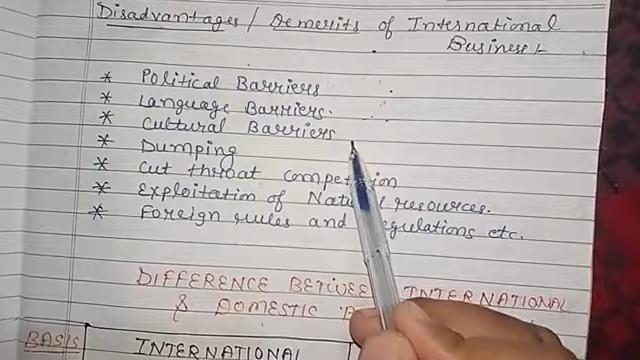 Disadvantages / Demerits of International
Business :-
* Political Barriers
* Language Barriers.
* Cultural Barriers
* Dumping
* Cut throat competition
* Exploitation of Natural resources.
* Foreign rules and regulations etc.
DIFFERENCE INTERNATIONAL
& DOMESTIC
BASIS INTERNATIONAL